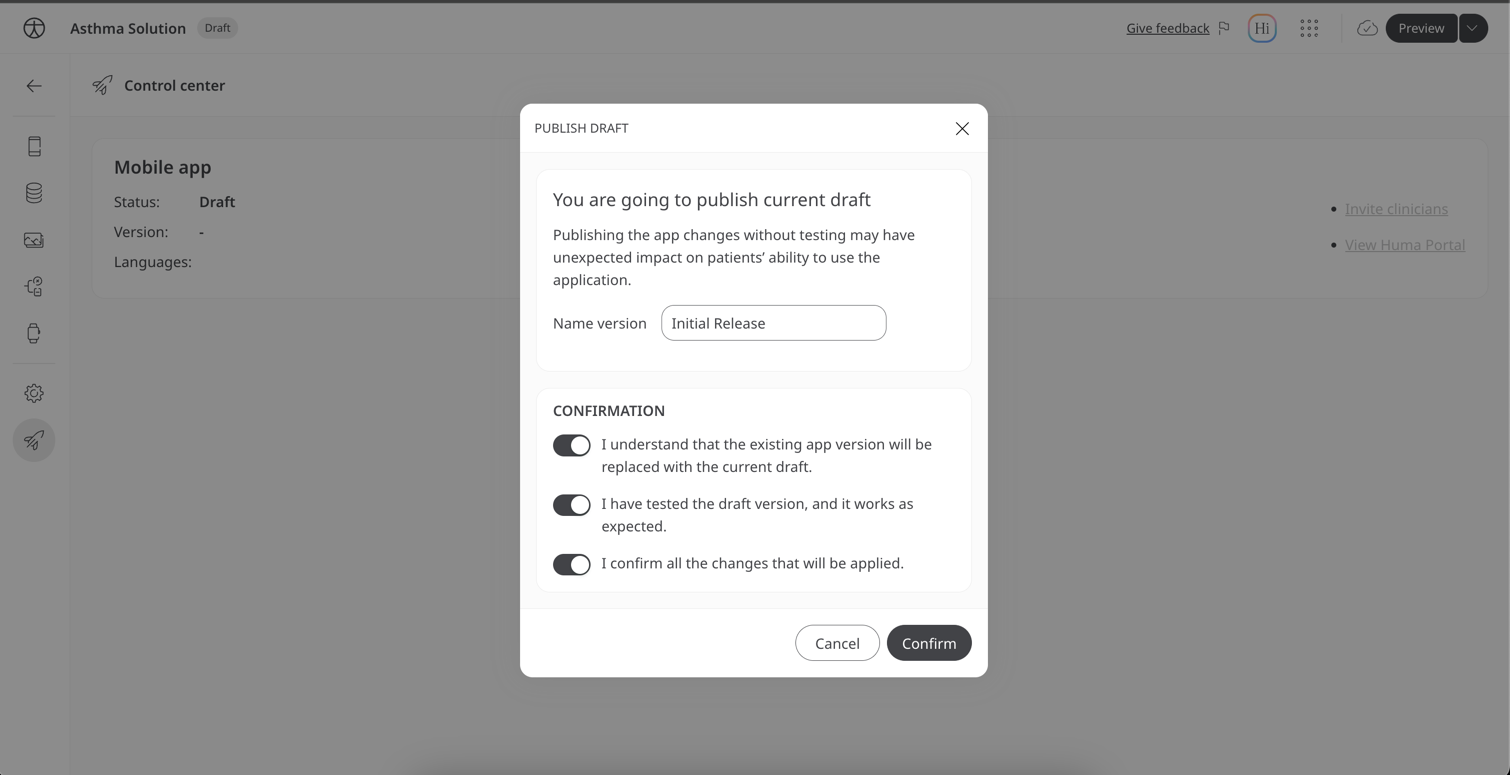 Asthma Solution Draft
Give feedback Hi Preview
Control center
Mobile app
Status: Draft
Version: -
Languages:
• Invite clinicians
• View Huma Portal
PUBLISH DRAFT
You are going to publish current draft
Publishing the app changes without testing may have
unexpected impact on patients’ ability to use the
application.
Name version Initial Release
CONFIRMATION
I understand that the existing app version will be
replaced with the current draft.
I have tested the draft version, and it works as
expected.
I confirm all the changes that will be applied.
Cancel Confirm